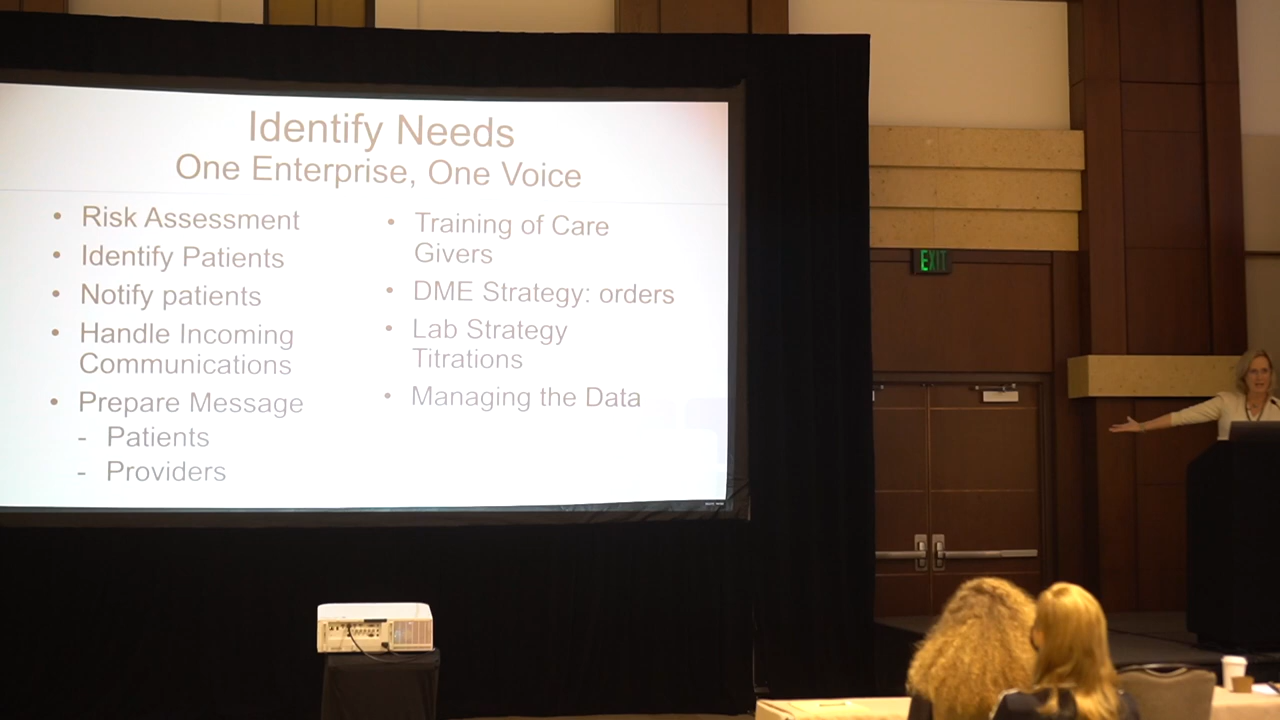 Identify Needs
One Enterprise, One Voice
• Risk Assessment
• Identify Patients
• Notify patients
• Handle Incoming
Communications
• Prepare Message
- Patients
- Providers
• Training of Care
Givers
• DME Strategy: orders
• Lab Strategy
Titrations
• Managing the Data
EXIT